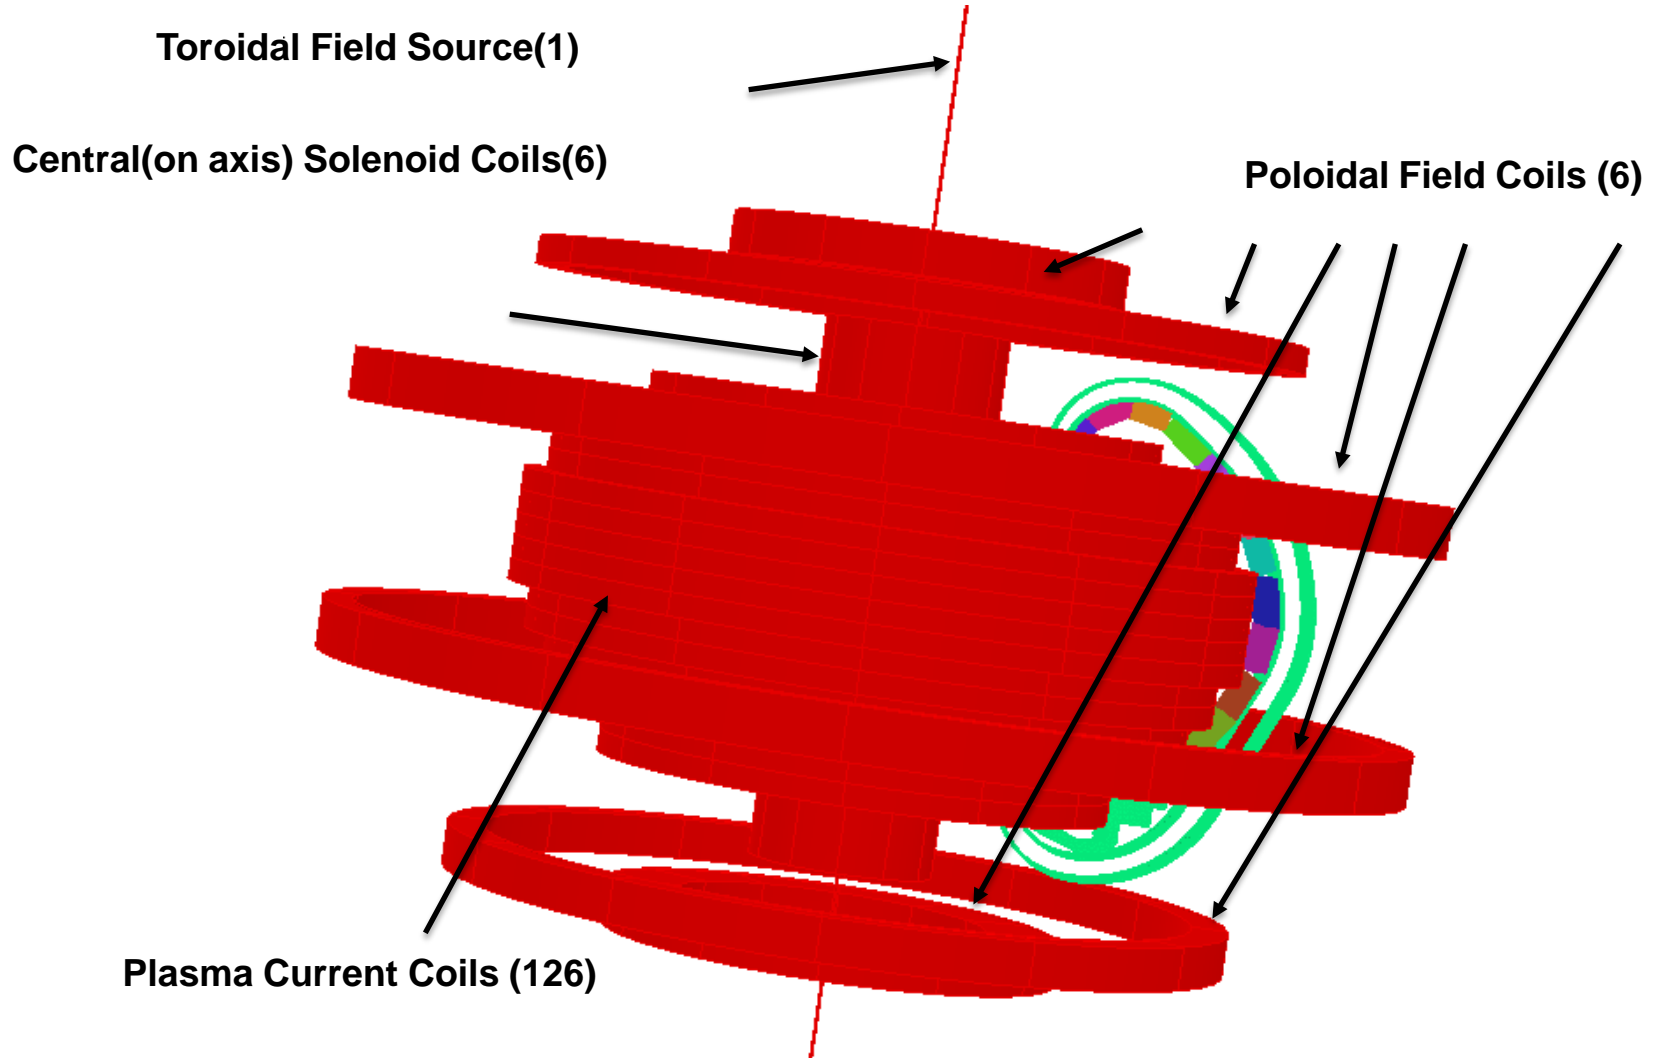 Toroidal Field Source(1)
Central(on axis) Solenoid Coils(6)
Poloidal Field Coils (6)
Plasma Current Coils (126)